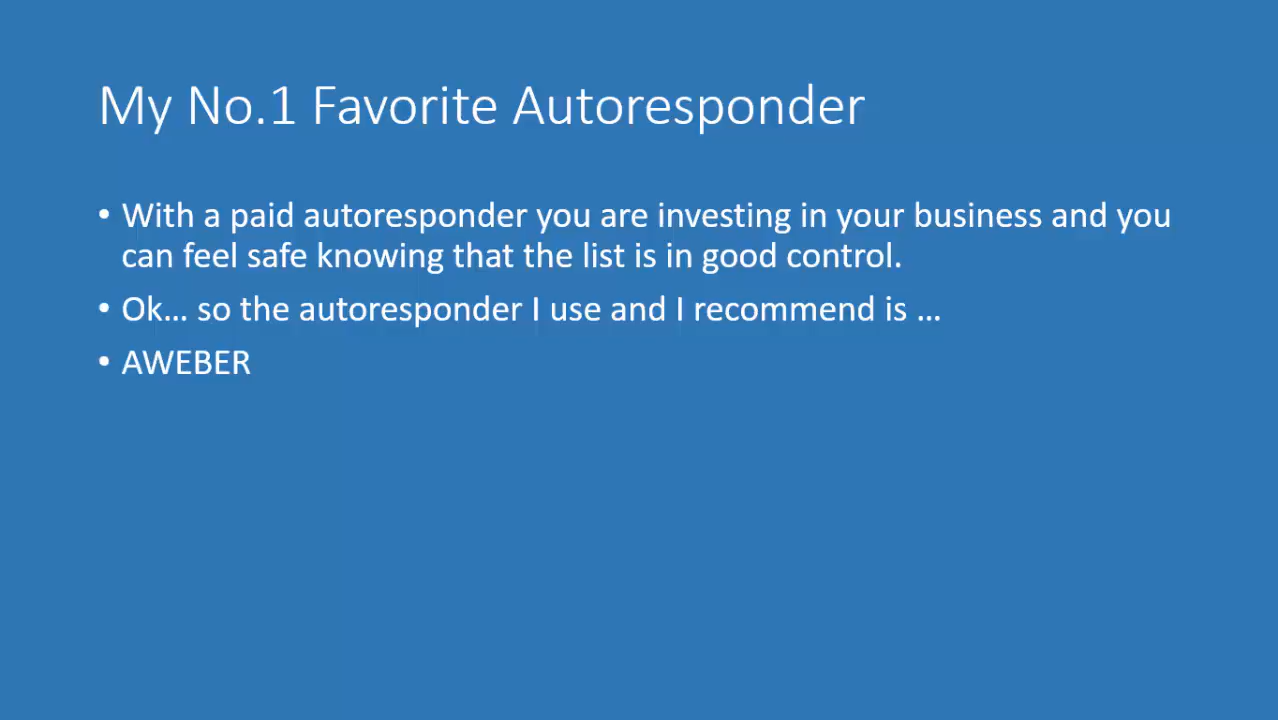 My No.1 Favorite Autoresponder
• With a paid autoresponder you are investing in your business and you
can feel safe knowing that the list is in good control.
• Ok… so the autoresponder I use and I recommend is …
• AWEBER